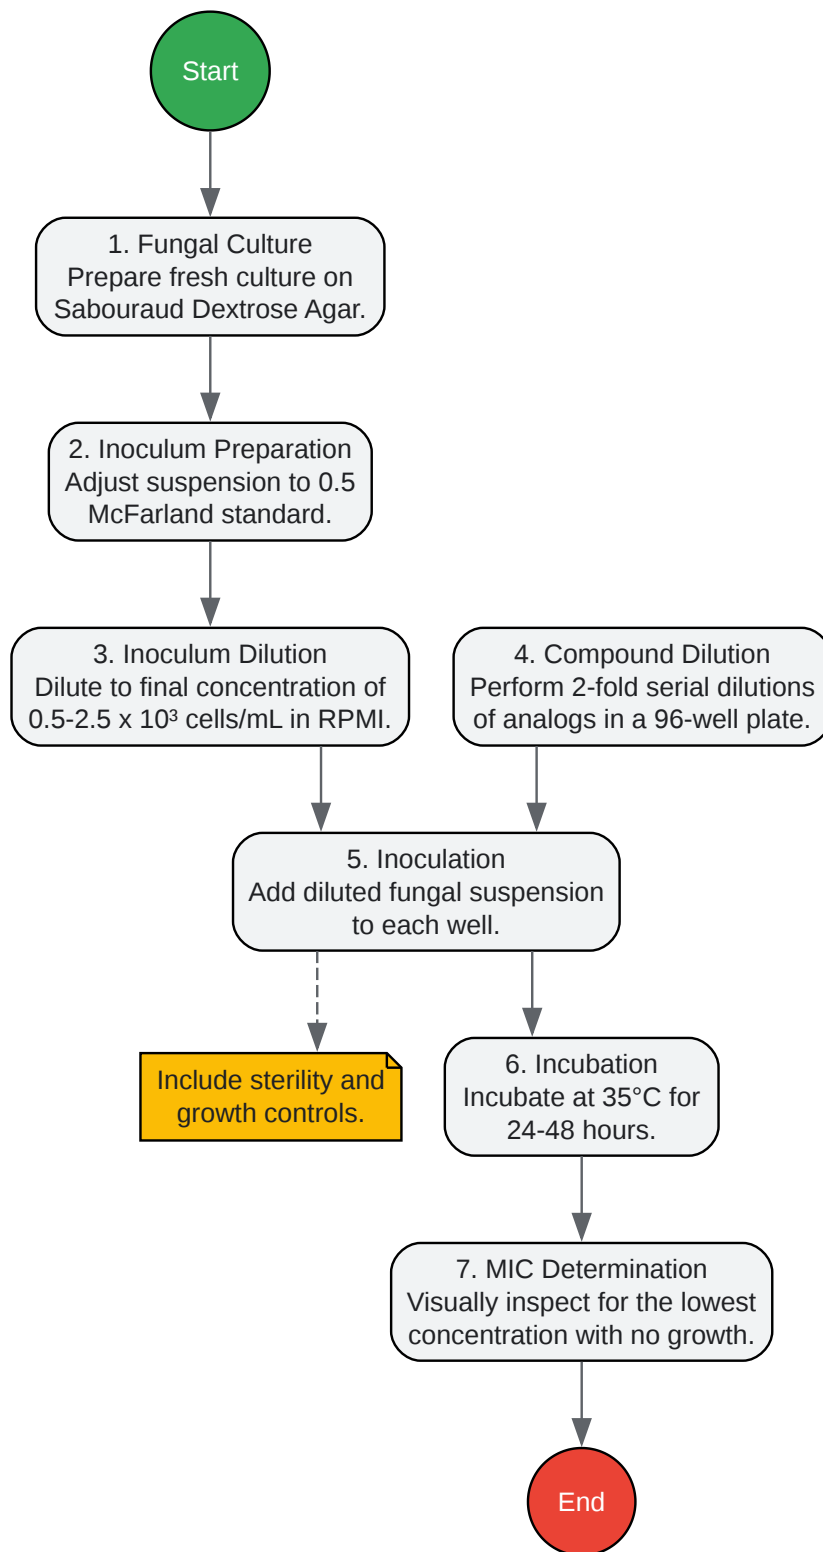 Start
1. Fungal Culture
Prepare fresh culture on
Sabouraud Dextrose Agar.
2. Inoculum Preparation
Adjust suspension to 0.5
McFarland standard.
3. Inoculum Dilution
Dilute to final concentration of
0.5-2.5 x 10³ cells/mL in RPMI.
4. Compound Dilution
Perform 2-fold serial dilutions
of analogs in a 96-well plate.
5. Inoculation
Add diluted fungal suspension
to each well.
Include sterility and
growth controls.
6. Incubation
Incubate at 35°C for
24-48 hours.
7. MIC Determination
Visually inspect for the lowest
concentration with no growth.
End